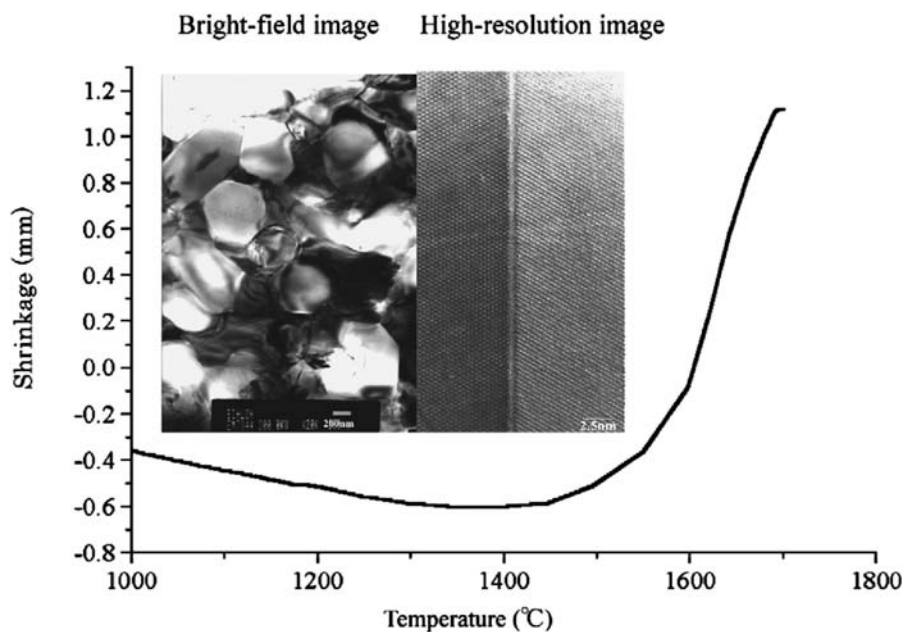 Bright-field image High-resolution image
1.2
1.0
0.8
0.6
0.4
0.2
0.0
-0.2
-0.4
-0.6
-0.8
Shrinkage (mm)
200nm
2.5nm
1000 1200 1400 1600 1800
Temperature (℃)